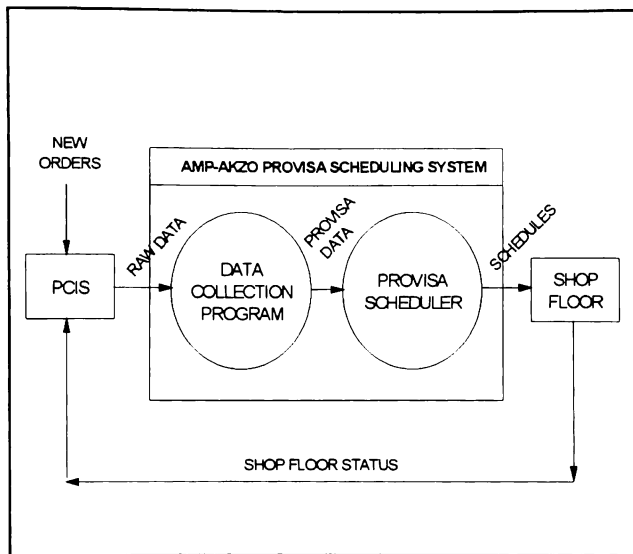 NEW
ORDERS
AMP-AKZO PROVISA SCHEDULING SYSTEM
RAW DATA
PROVISA
DATA
SCHEDULES
PCIS
DATA
COLLECTION
PROGRAM
PROVISA
SCHEDULER
SHOP
FLOOR
SHOP FLOOR STATUS